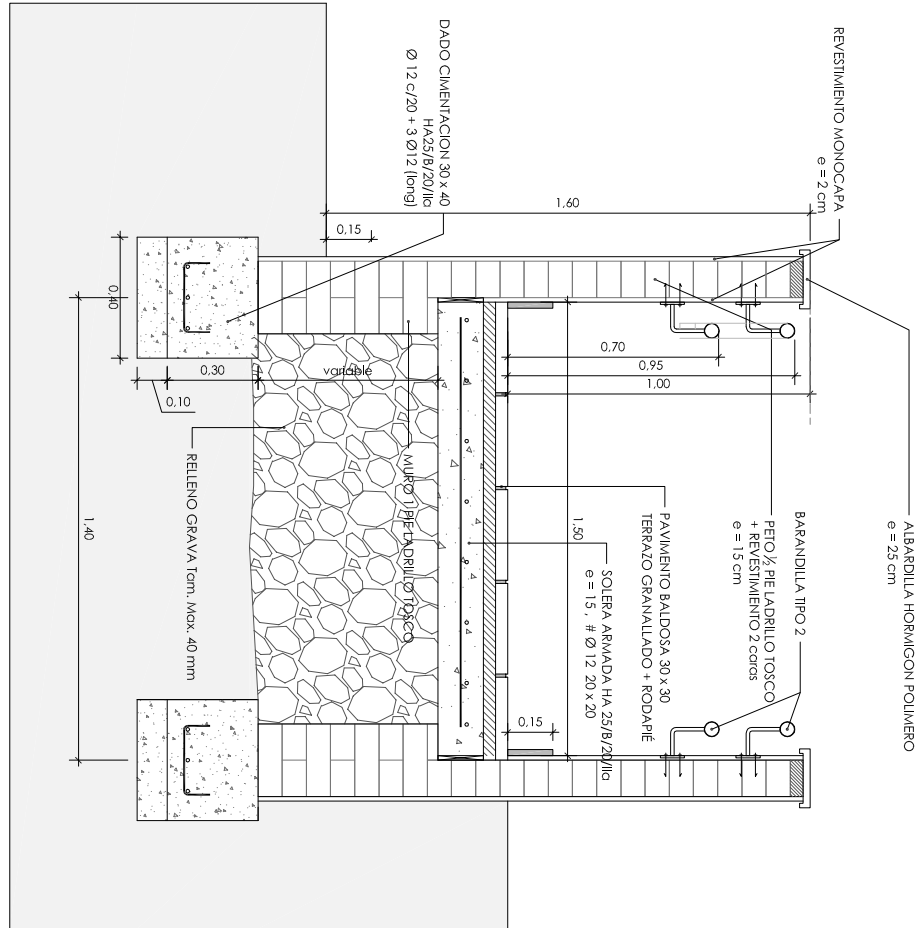 ALBARDILLA HORMIGON POLIMERO
e = 25 cm
REVESTIMIENTO MONOCAPA
e = 2 cm
BARANDILLA TIPO 2
PETO ½ PIE LADRILLO TOSCO
+ REVESTIMIENTO 2 caras
e = 15 cm
PAVIMENTO BALDOSA 30 x 30
TERRAZO GRANALLADO + RODAPIÉ
SOLERA ARMADA HA 25/B/20/IIa
e = 15 , # Ø 12 20 x 20
DADO CIMENTACION 30 x 40
HA25/B/20/IIa
Ø 12 c/20 + 3 Ø12 (long)
MURO 1 PIE LADRILLO TOSCO
RELLENO GRAVA Tam. Max. 40 mm
1,60
0,15
0,70
0,95
1,00
1,50
0,15
variable
0,30
0,10
0,40
1,40